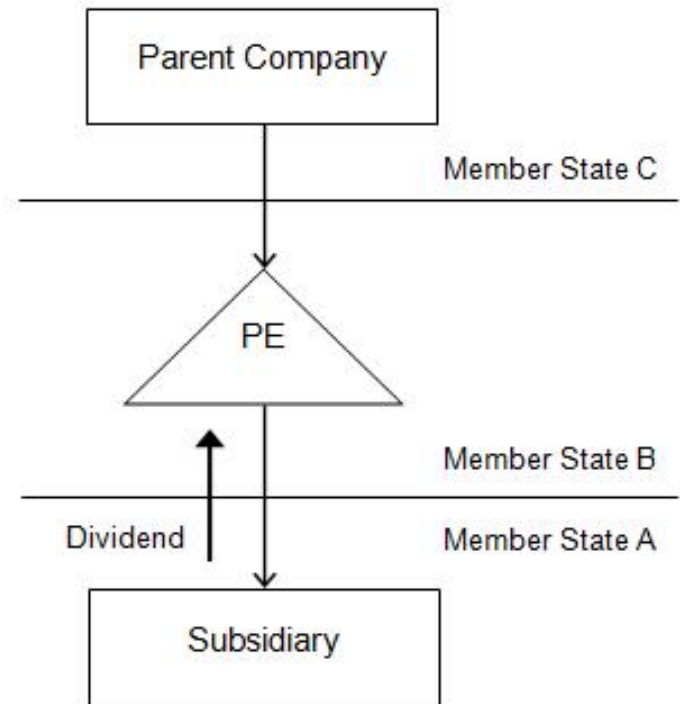 Parent Company
Member State C
PE
Member State B
Dividend
Member State A
Subsidiary